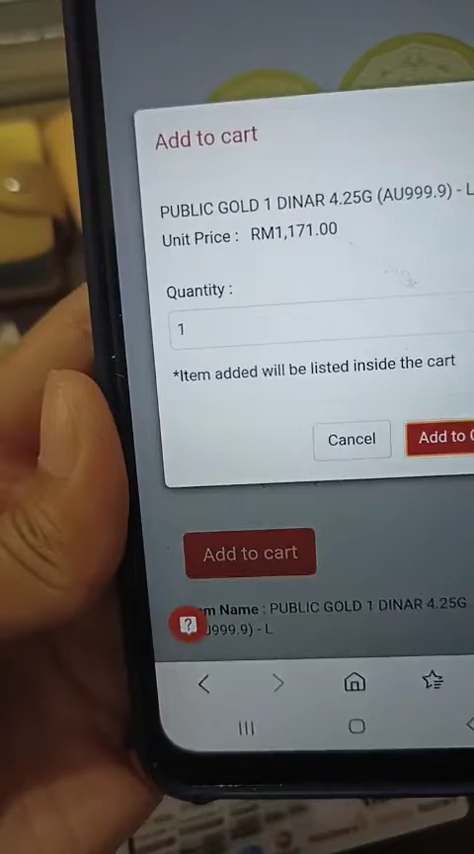 Add to cart
PUBLIC GOLD 1 DINAR 4.25G (AU999.9) - L
Unit Price : RM1,171.00
Quantity :
1
*Item added will be listed inside the cart
Cancel
Add to
Add to cart
m Name : PUBLIC GOLD 1 DINAR 4.25G
999.9) - L
?